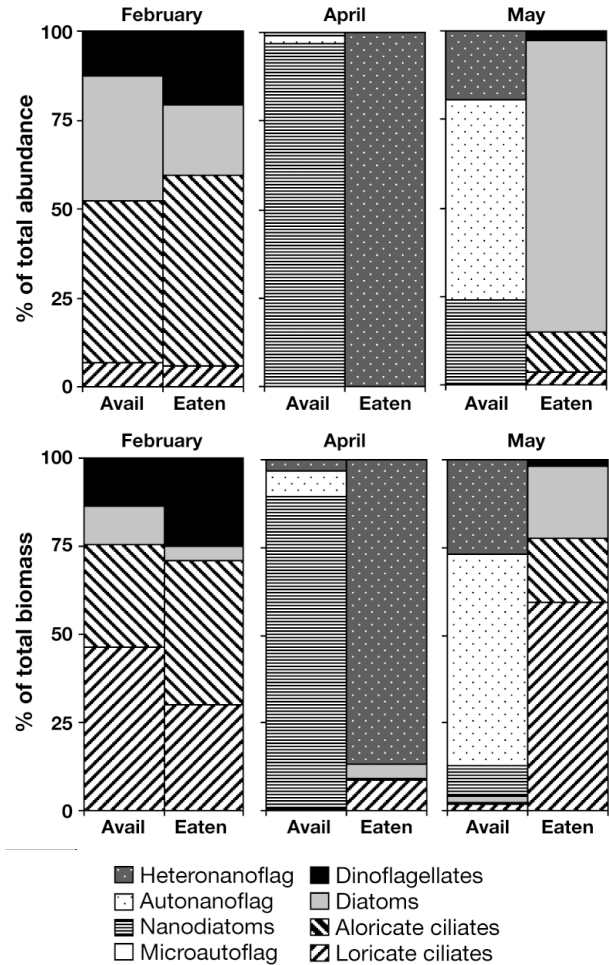 February April May
% of total abundance
100
75
50
25
0
Avail Eaten Avail Eaten Avail Eaten
February April May
% of total biomass
100
75
50
25
0
Avail Eaten Avail Eaten Avail Eaten
Heteronanoflag Dinoflagellates
Autonanoflag Diatoms
Nanodiatoms Aloricate ciliates
Microautoflag Loricate ciliates